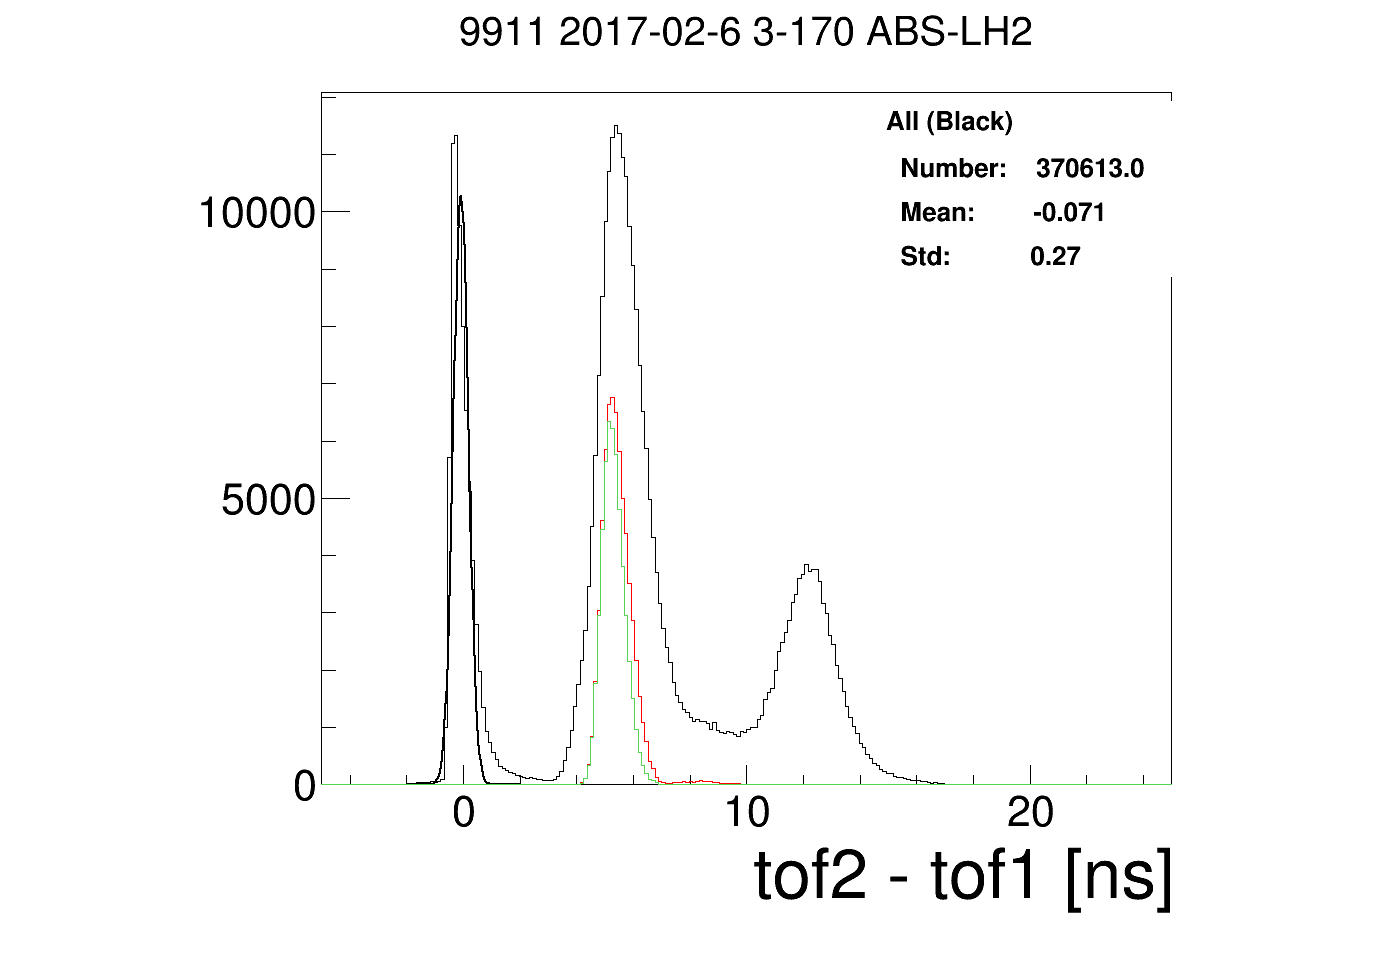 9911 2017-02-6 3-170 ABS-LH2
All (Black)
Number: 370613.0
Mean: -0.071
Std: 0.27
10000
5000
0
0 10 20
tof2 - tof1 [ns]